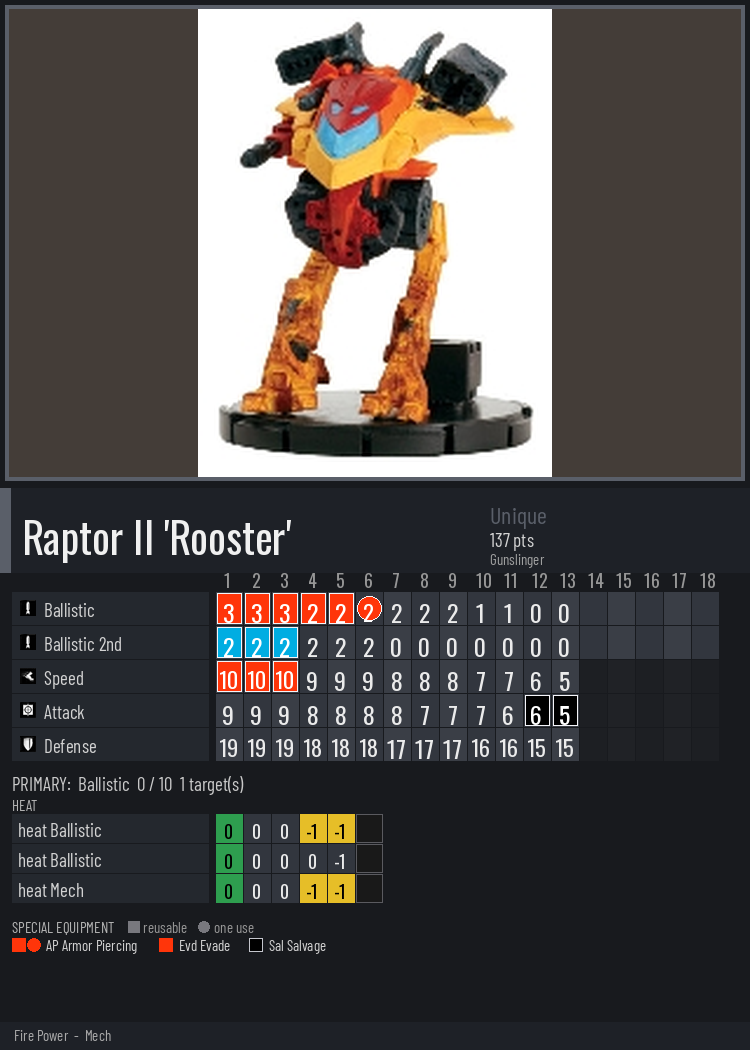 Raptor II 'Rooster'
Unique
137 pts
Gunslinger
1 2 3 4 5 6 7 8 9 10 11 12 13 14 15 16 17 18
Ballistic 3 3 3 2 2 2 2 2 2 1 1 0 0
Ballistic 2nd 2 2 2 2 2 2 0 0 0 0 0 0 0
Speed 10 10 10 9 9 9 8 8 8 7 7 6 5
Attack 9 9 9 8 8 8 8 7 7 7 6 6 5
Defense 19 19 19 18 18 18 17 17 17 16 16 15 15
PRIMARY: Ballistic 0 / 10 1 target(s)
HEAT
heat Ballistic 0 0 0 -1 -1
heat Ballistic 0 0 0 0 -1
heat Mech 0 0 0 -1 -1
SPECIAL EQUIPMENT reusable one use
AP Armor Piercing Evd Evade Sal Salvage
Fire Power - Mech